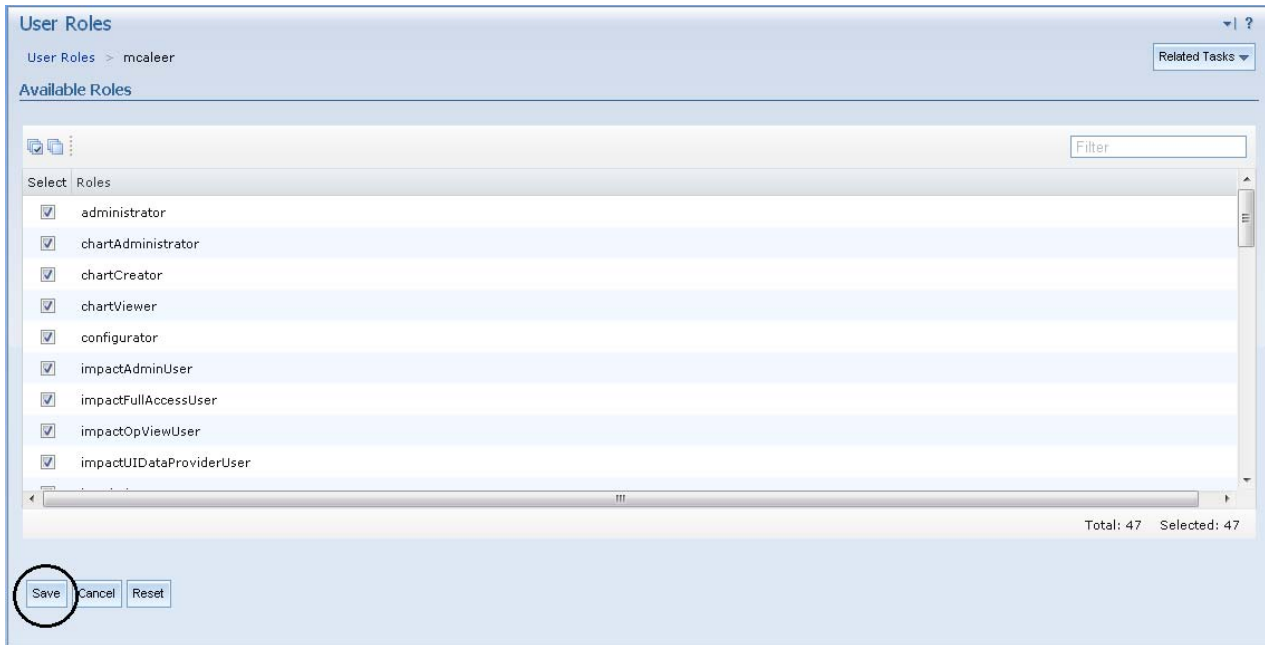 User Roles
?
User Roles > mcaleer
Related Tasks
Available Roles
Filter
Select Roles
administrator
chartAdministrator
chartCreator
chartViewer
configurator
impactAdminUser
impactFullAccessUser
impactOpViewUser
impactUIDataProviderUser
Total: 47 Selected: 47
Save Cancel Reset